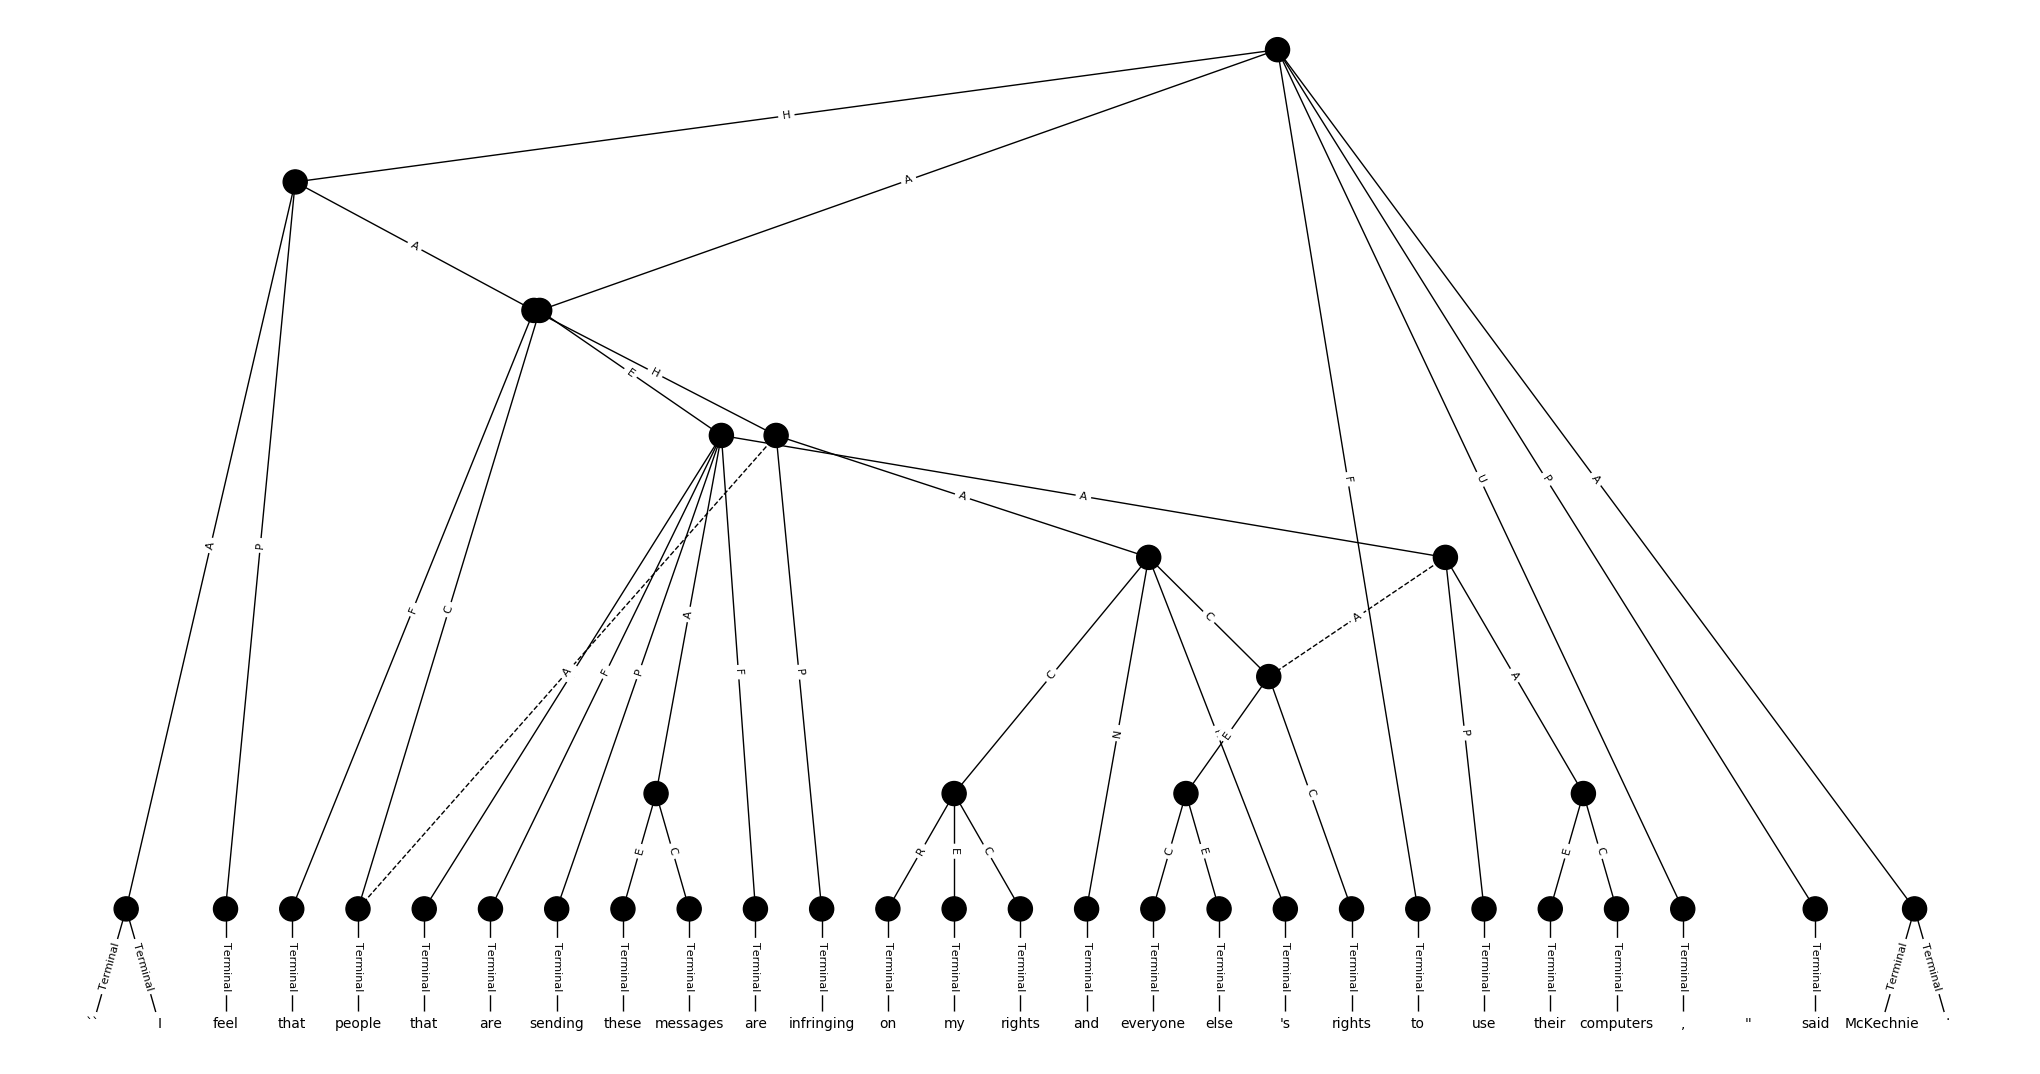 H
A
A
E H
A A
F U P A
A P
F C A A
A F P F P C A
C N E P
E C R E C C E C E C
Terminal Terminal Terminal Terminal Terminal Terminal Terminal Terminal Terminal Terminal Terminal Terminal Terminal Terminal Terminal Terminal Terminal Terminal Terminal Terminal Terminal Terminal Terminal Terminal Terminal Terminal Terminal Terminal
`` I feel that people that are sending these messages are infringing on my rights and everyone else 's rights to use their computers , '' said McKechnie .